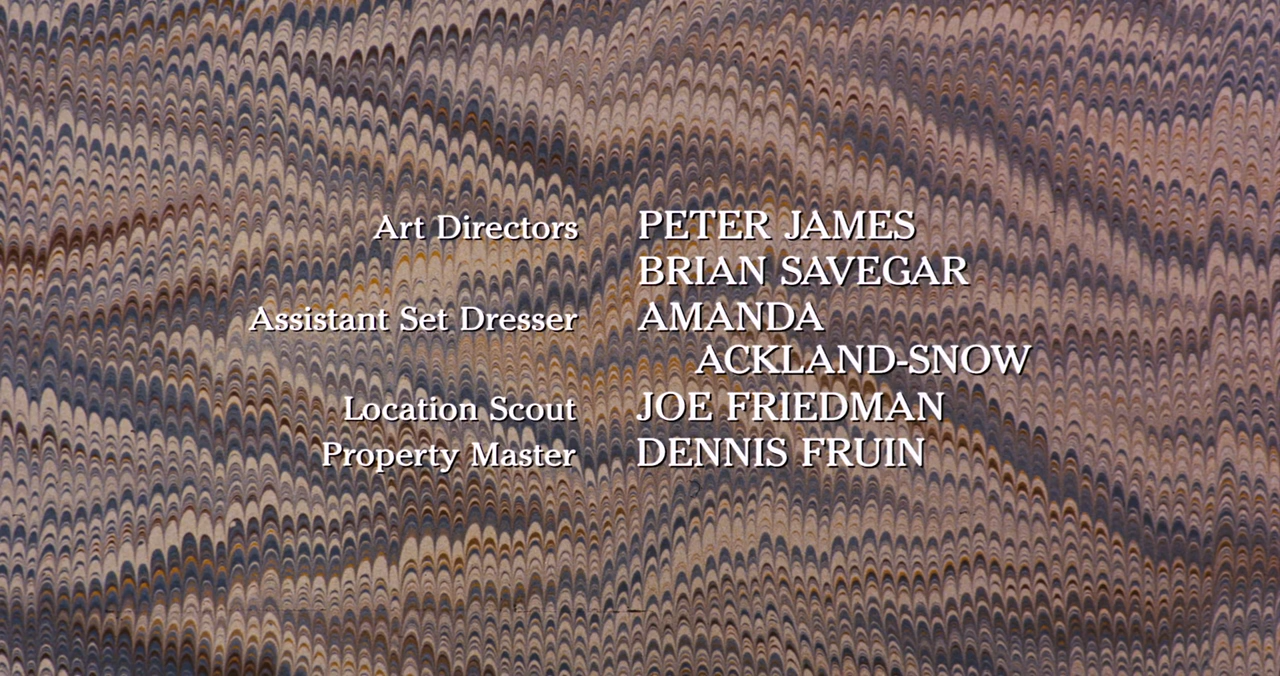 Art Directors PETER JAMES
BRIAN SAVEGAR
Assistant Set Dresser AMANDA
ACKLAND-SNOW
Location Scout JOE FRIEDMAN
Property Master DENNIS FRUIN